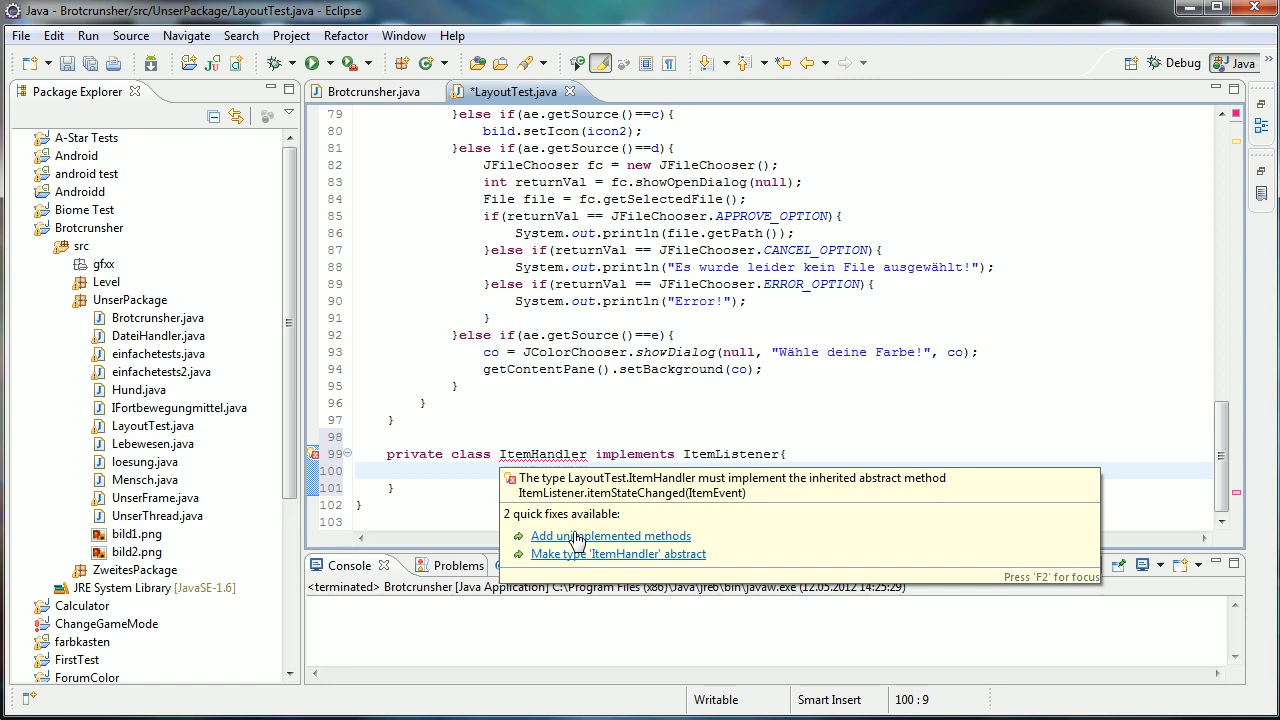 Java - Brotcrunsher/src/UnserPackage/LayoutTest.java - Eclipse
File Edit Run Source Navigate Search Project Refactor Window Help
Debug Java
Package Explorer
A-Star Tests
Android
android test
Androidd
Biome Test
Brotcrunsher
src
gfxx
Level
UnserPackage
Brotcrunsher.java
DateiHandler.java
einfachetests.java
einfachetests2.java
Hund.java
IFortbewegungmittel.java
LayoutTest.java
Lebewesen.java
loesung.java
Menschen.java
UnserFrame.java
UnserThread.java
bild1.png
bild2.png
ZweitesPackage
JRE System Library [JavaSE-1.6]
Calculator
ChangeGameMode
farbkasten
FirstTest
ForumColor
Brotcrunsher.java *LayoutTest.java
79 }else if(ae.getSource()==c){
80 bild.setIcon(icon2);
81 }else if(ae.getSource()==d){
82 JFileChooser fc = new JFileChooser();
83 int returnVal = fc.showOpenDialog(null);
84 File file = fc.getSelectedFile();
85 if(returnVal == JFileChooser.APPROVE_OPTION){
86 System.out.println(file.getPath());
87 }else if(returnVal == JFileChooser.CANCEL_OPTION){
88 System.out.println("Es wurde leider kein File ausgewählt!");
89 }else if(returnVal == JFileChooser.ERROR_OPTION){
90 System.out.println("Error!");
91 }
92 }else if(ae.getSource()==e){
93 co = JColorChooser.showDialog(null, "Wähle deine Farbe!", co);
94 getContentPane().setBackground(co);
95 }
96 }
97 }
98
99 private class ItemHandler implements ItemListener{
100
101 }
102 }
103
The type LayoutTest.ItemHandler must implement the inherited abstract method
ItemListener.itemStateChanged(ItemEvent)
2 quick fixes available:
Add unimplemented methods
Make type 'ItemHandler' abstract
Press 'F2' for focus
Console Problems
<terminated> Brotcrunsher [Java Application] C:\Program Files (x86)\Java\jre6\bin\javaw.exe (12.05.2012 14:25:29)
Writable Smart Insert 100 : 9